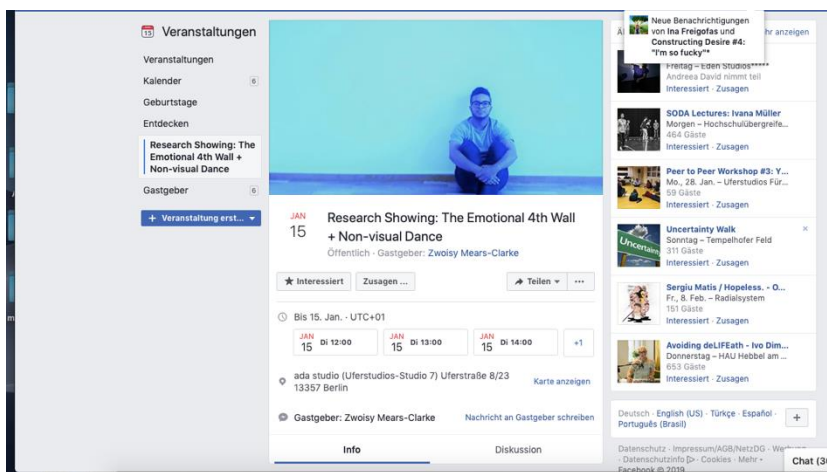 15 Veranstaltungen
Veranstaltungen
Kalender 6
Geburtstage
Entdecken
Research Showing: The
Emotional 4th Wall +
Non-visual Dance
Gastgeber 6
+ Veranstaltung erst...
JAN
15
Research Showing: The Emotional 4th Wall
+ Non-visual Dance
Öffentlich · Gastgeber: Zwoisy Mears-Clarke
Interessiert
Zusagen ...
Teilen
Bis 15. Jan. · UTC+01
JAN
15 Di 12:00
JAN
15 Di 13:00
JAN
15 Di 14:00
+1
ada studio (Uferstudios-Studio 7) Uferstraße 8/23
13357 Berlin
Karte anzeigen
Gastgeber: Zwoisy Mears-Clarke
Nachricht an Gastgeber schreiben
Info
Diskussion
Neue Benachrichtigungen
von Ina Freigofas und
Constructing Desire #4:
"I'm so fucky"*
hr anzeigen
Freitag – Eden Studios*****
Andreea David nimmt teil
Interessiert · Zusagen
SODA Lectures: Ivana Müller
Morgen – Hochschulübergreife...
464 Gäste
Interessiert · Zusagen
Peer to Peer Workshop #3: Y...
Mo., 28. Jan. – Uferstudios Für...
59 Gäste
Interessiert · Zusagen
Uncertain
Uncertainty Walk
Sonntag – Tempelhofer Feld
311 Gäste
Interessiert · Zusagen
Sergiu Matis / Hopeless. - O...
Fr., 8. Feb. – Radialsystem
151 Gäste
Interessiert · Zusagen
Avoiding deLIFEath - Ivo Dim...
Donnerstag – HAU Hebbel am ...
653 Gäste
Interessiert · Zusagen
Deutsch · English (US) · Türkçe · Español ·
Português (Brasil)
+
Datenschutz · Impressum/AGB/NetzDG ·
· Datenschutzinfo · Cookies · Mehr
Facebook © 2019
Chat (3